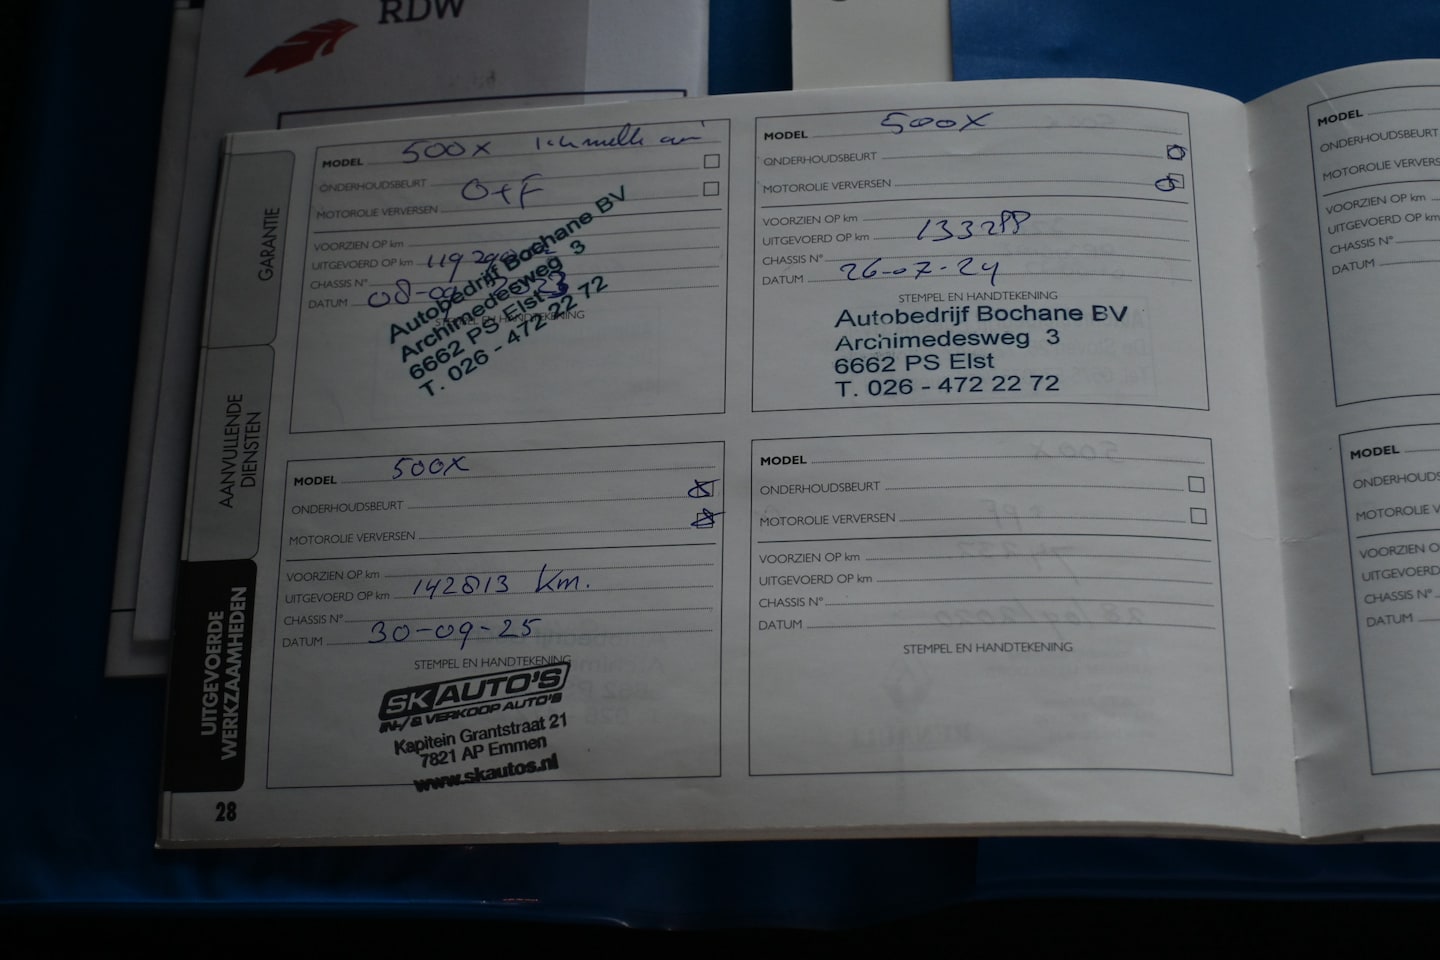 RDW
GARANTIE
AANVULLENDE
DIENSTEN
UITGEVOERDE
WERKZAAMHEDEN
28
MODEL 500X
ONDERHOUDSBEURT
O+F
MOTOROLIE VERVERSEN
VOORZIEN OP km
UITGEVOERD OP km
CHASSIS N°
DATUM
STEMPEL EN HANDTEKENING
Autobedrijf Bochane BV
Archimedesweg 3
6662 PS Elst
T. 026 - 472 22 72
MODEL 500X
ONDERHOUDSBEURT
MOTOROLIE VERVERSEN
VOORZIEN OP km
UITGEVOERD OP km
CHASSIS N°
DATUM 26-07-24
STEMPEL EN HANDTEKENING
Autobedrijf Bochane BV
Archimedesweg 3
6662 PS Elst
T. 026 - 472 22 72
MODEL 500X
ONDERHOUDSBEURT
MOTOROLIE VERVERSEN
VOORZIEN OP km
UITGEVOERD OP km 142813 km.
CHASSIS N°
DATUM 30-09-25
STEMPEL EN HANDTEKENING
SK AUTO'S
IN-/ & VERKOOP AUTO'S
Kapitein Grantstraat 21
7821 AP Emmen
www.skautos.nl
MODEL
ONDERHOUDSBEURT
MOTOROLIE VERVERSEN
VOORZIEN OP km
UITGEVOERD OP km
CHASSIS N°
DATUM
STEMPEL EN HANDTEKENING
MODEL
ONDERHOUDSBEURT
MOTOROLIE VERVERS
VOORZIEN OP km
UITGEVOERD OP km
CHASSIS N°
DATUM
MODEL
ONDERHOUDSB
MOTOROLIE V
VOORZIEN O
UITGEVOERD
CHASSIS N°
DATUM